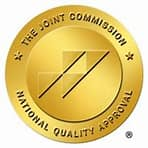 THE JOINT COMMISSION
NATIONAL QUALITY APPROVAL
®